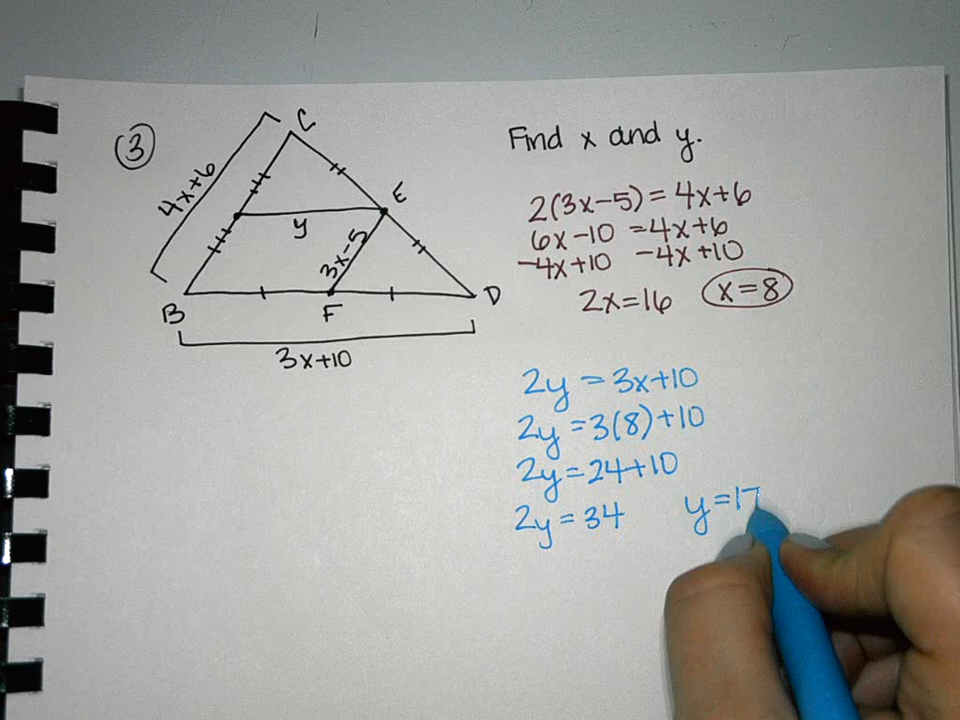 3
C
4x+6
E
y
3x-5
B
F
D
3x+10
Find x and y.
2(3x-5) = 4x+6
6x-10 = 4x+6
-4x+10 -4x+10
2x=16 x=8
2y = 3x+10
2y = 3(8)+10
2y = 24+10
2y = 34 y=17